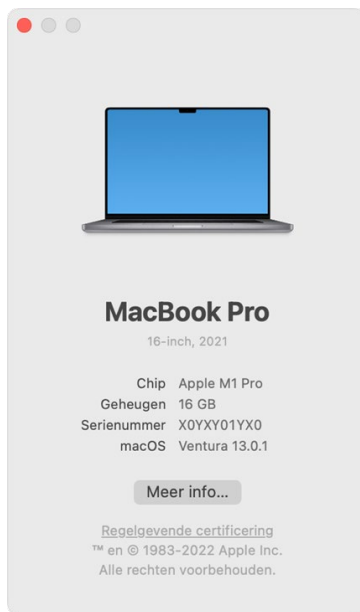 MacBook Pro
16-inch, 2021
Chip Apple M1 Pro
Geheugen 16 GB
Serienummer X0YXY01YX0
macOS Ventura 13.0.1
Meer info...
Regelgevende certificering
™ en © 1983-2022 Apple Inc.
Alle rechten voorbehouden.